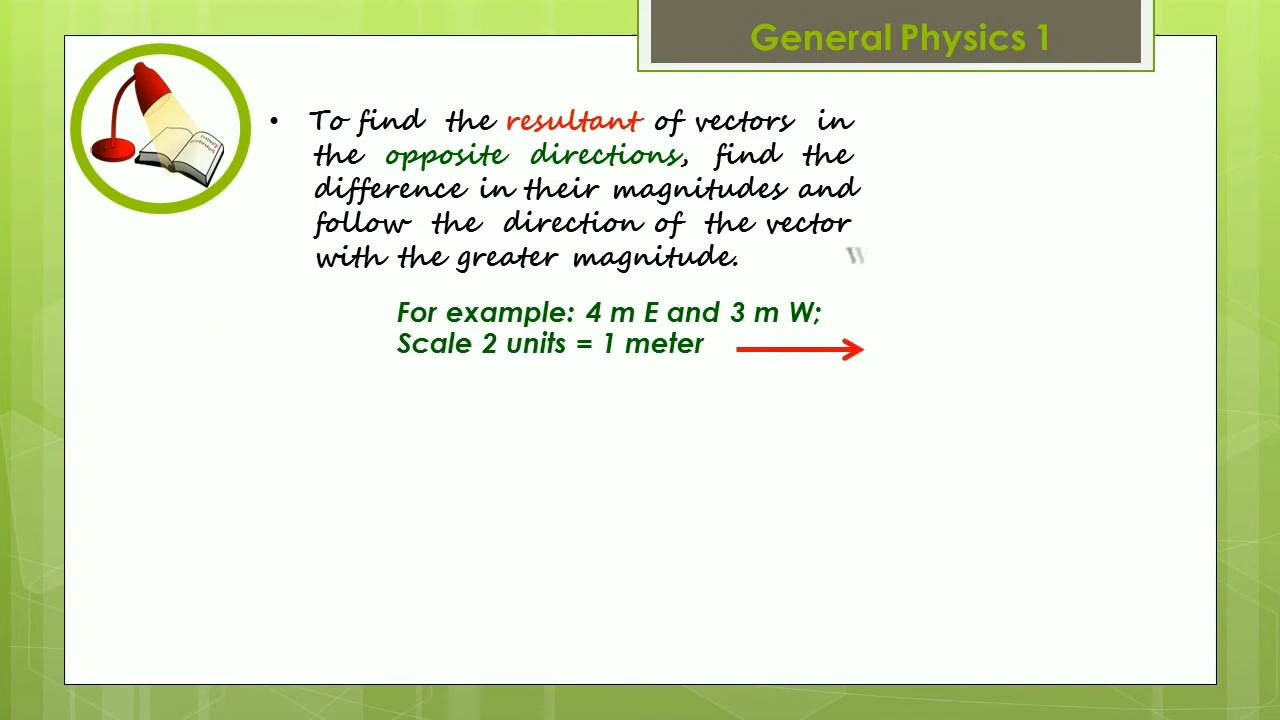 General Physics 1
• To find the resultant of vectors in
the opposite directions, find the
difference in their magnitudes and
follow the direction of the vector
with the greater magnitude.
W
For example: 4 m E and 3 m W;
Scale 2 units = 1 meter